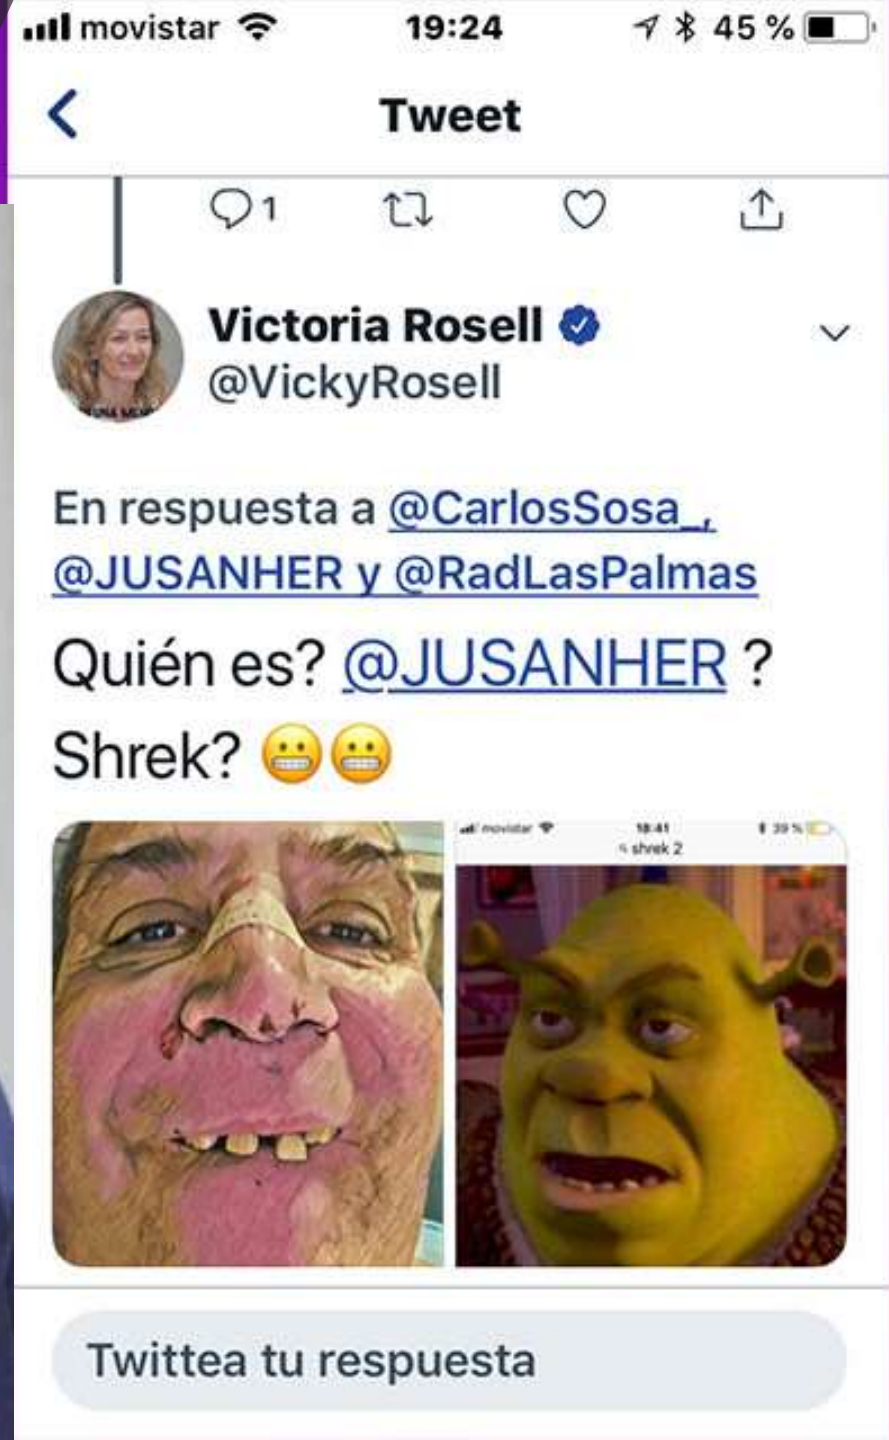 movistar 19:24 45 %
Tweet
1
Victoria Rosell
@VickyRosell
En respuesta a @CarlosSosa_,
@JUSANHER y @RadLasPalmas
Quién es? @JUSANHER ?
Shrek? 😬😬
movistar 18:41 39 %
shrek 2
Twittea tu respuesta